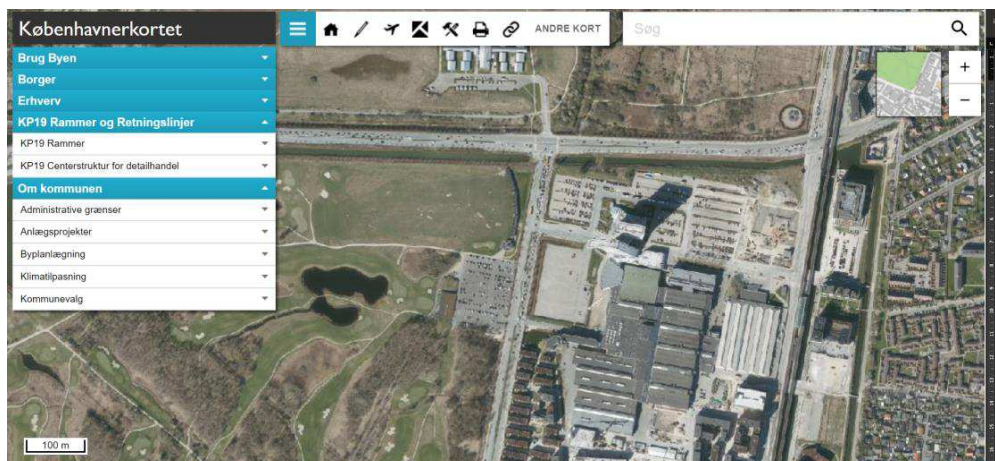 Københavnerkortet
ANDRE KORT
Søg
Brug Byen
Borger
Erhverv
KP19 Rammer og Retningslinjer
KP19 Rammer
KP19 Centerstruktur for detailhandel
Om kommunen
Administrative grænser
Anlægsprojekter
Byplanlægning
Klimatilpasning
Kommunevalg
+
−
100 m